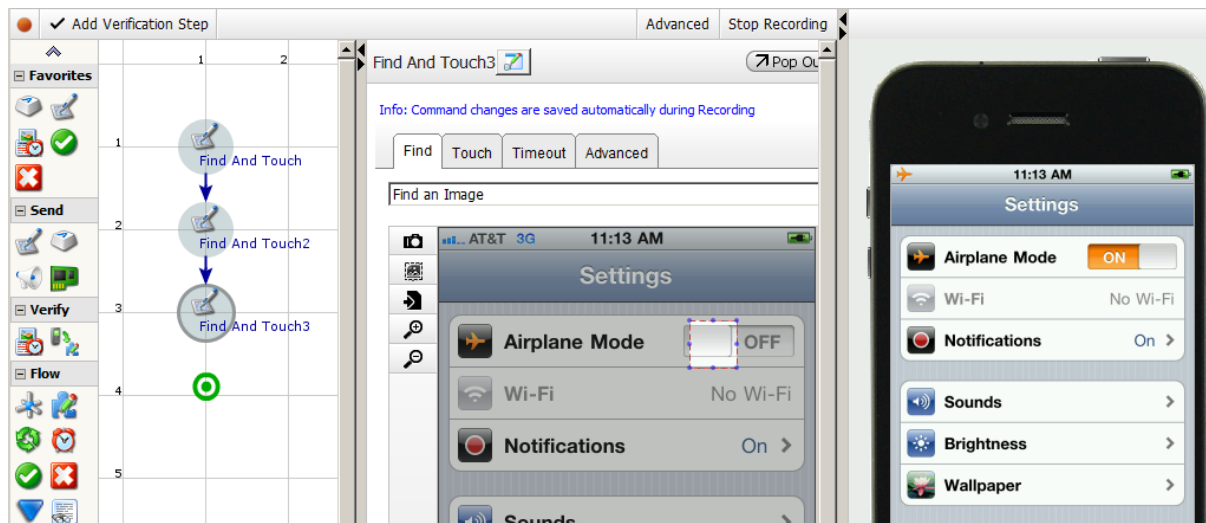 Add Verification Step
Advanced
Stop Recording
Favorites
Send
Verify
Flow
1 2
1
Find And Touch
2
Find And Touch2
3
Find And Touch3
4
5
Find And Touch3
Pop Ou
Info: Command changes are saved automatically during Recording
Find Touch Timeout Advanced
Find an Image
AT&T 3G 11:13 AM
Settings
Airplane Mode OFF
Wi-Fi No Wi-Fi
Notifications On
Sounds
11:13 AM
Settings
Airplane Mode ON
Wi-Fi No Wi-Fi
Notifications On
Sounds
Brightness
Wallpaper